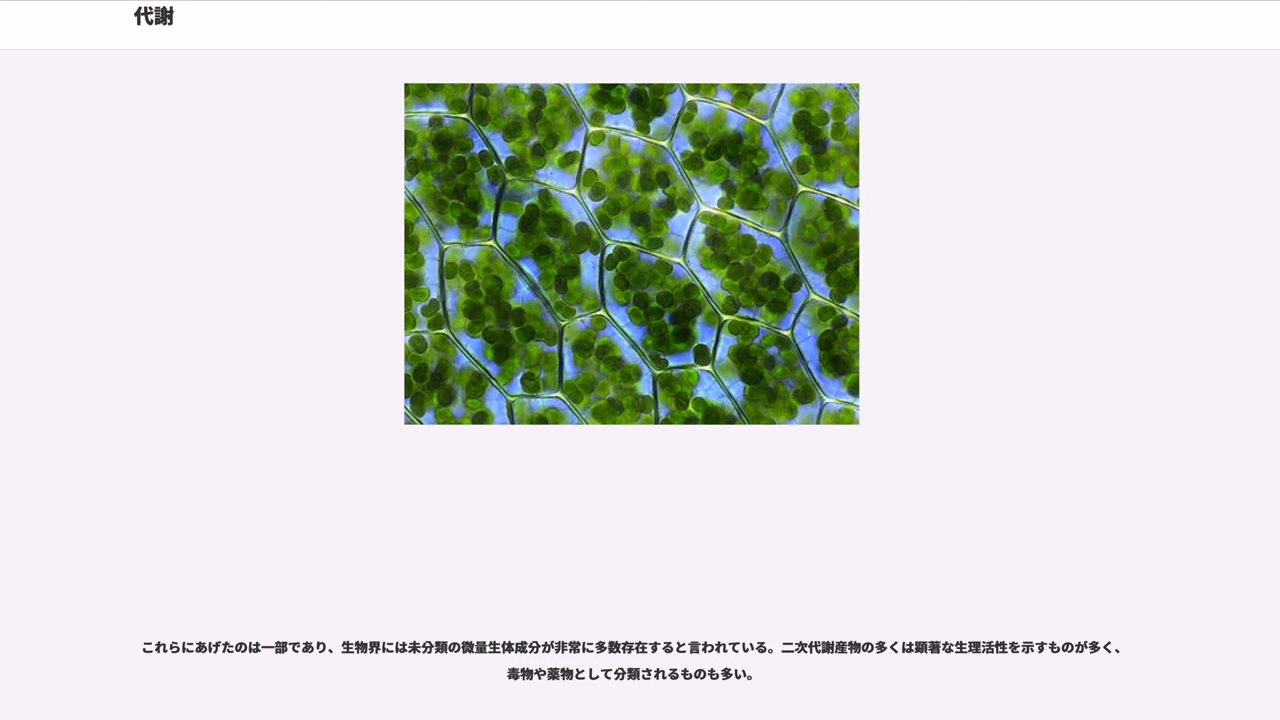 代謝
これらにあげたのは一部であり、生物界には未分類の微量生体成分が非常に多数存在すると言われている。二次代謝産物の多くは顕著な生理活性を示すものが多く、
毒物や薬物として分類されるものも多い。